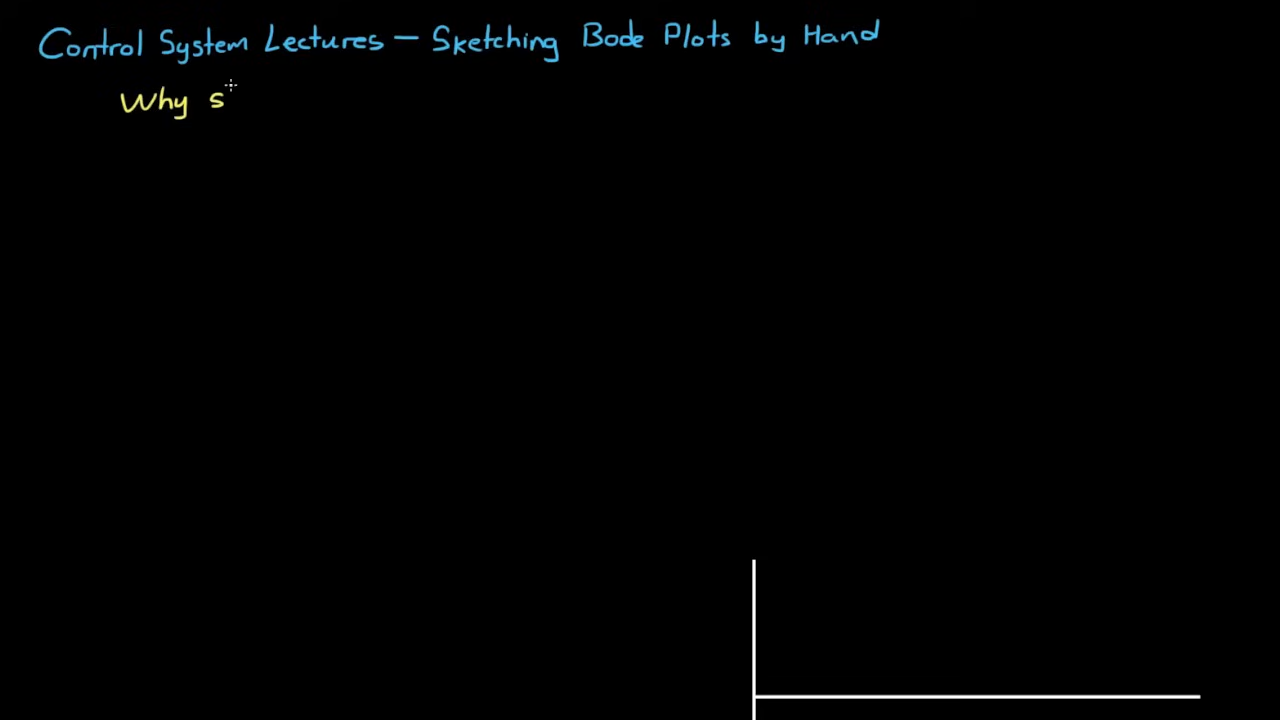 Control System Lectures — Sketching Bode Plots by Hand
Why s